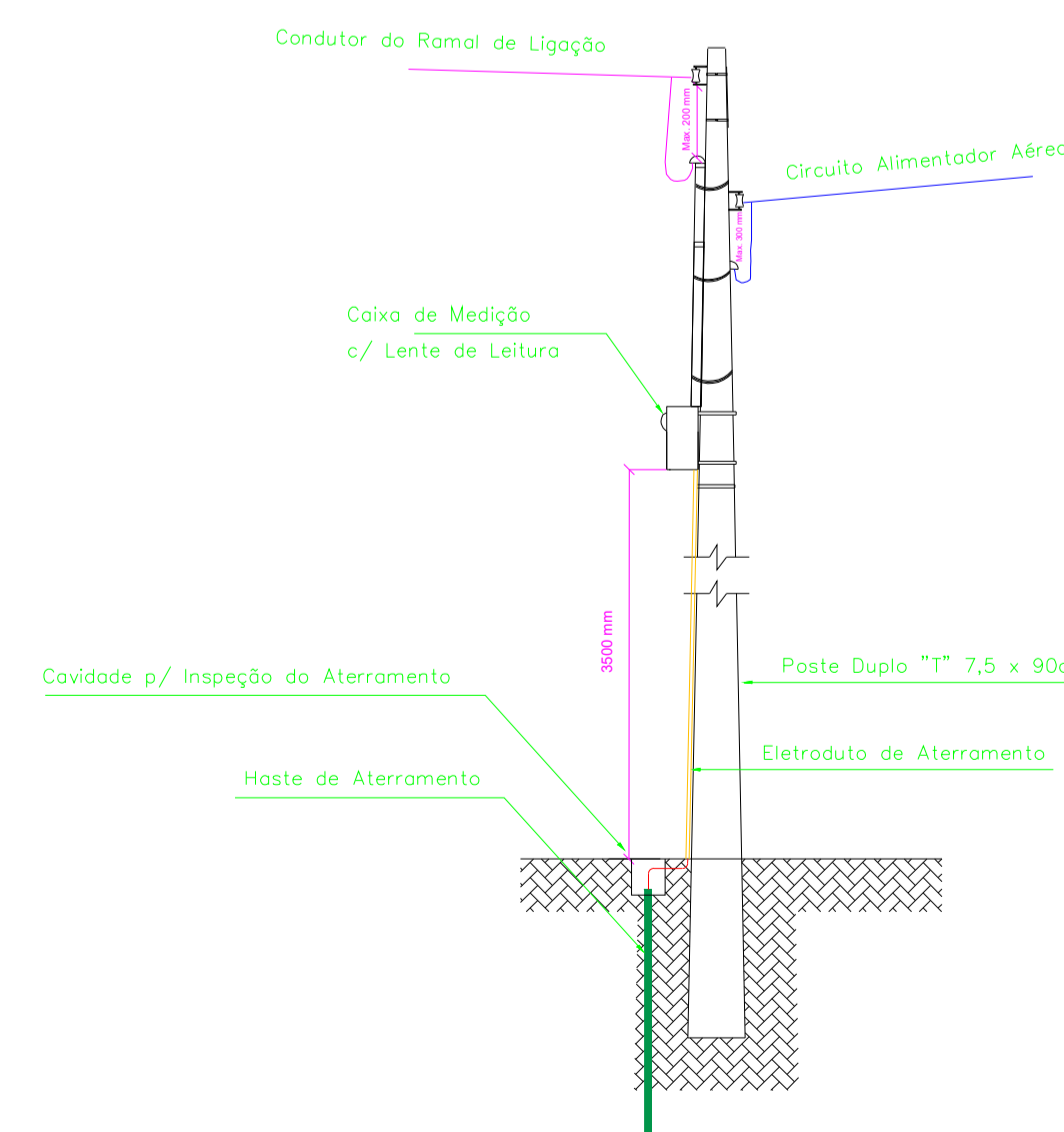 Condutor do Ramal de Ligação
Max. 200 mm
Circuito Alimentador Aéreo
Max. 300 mm
Caixa de Medição
c/ Lente de Leitura
3500 mm
Poste Duplo "T" 7,5 x 90
Cavidade p/ Inspeção do Aterramento
Eletroduto de Aterramento
Haste de Aterramento